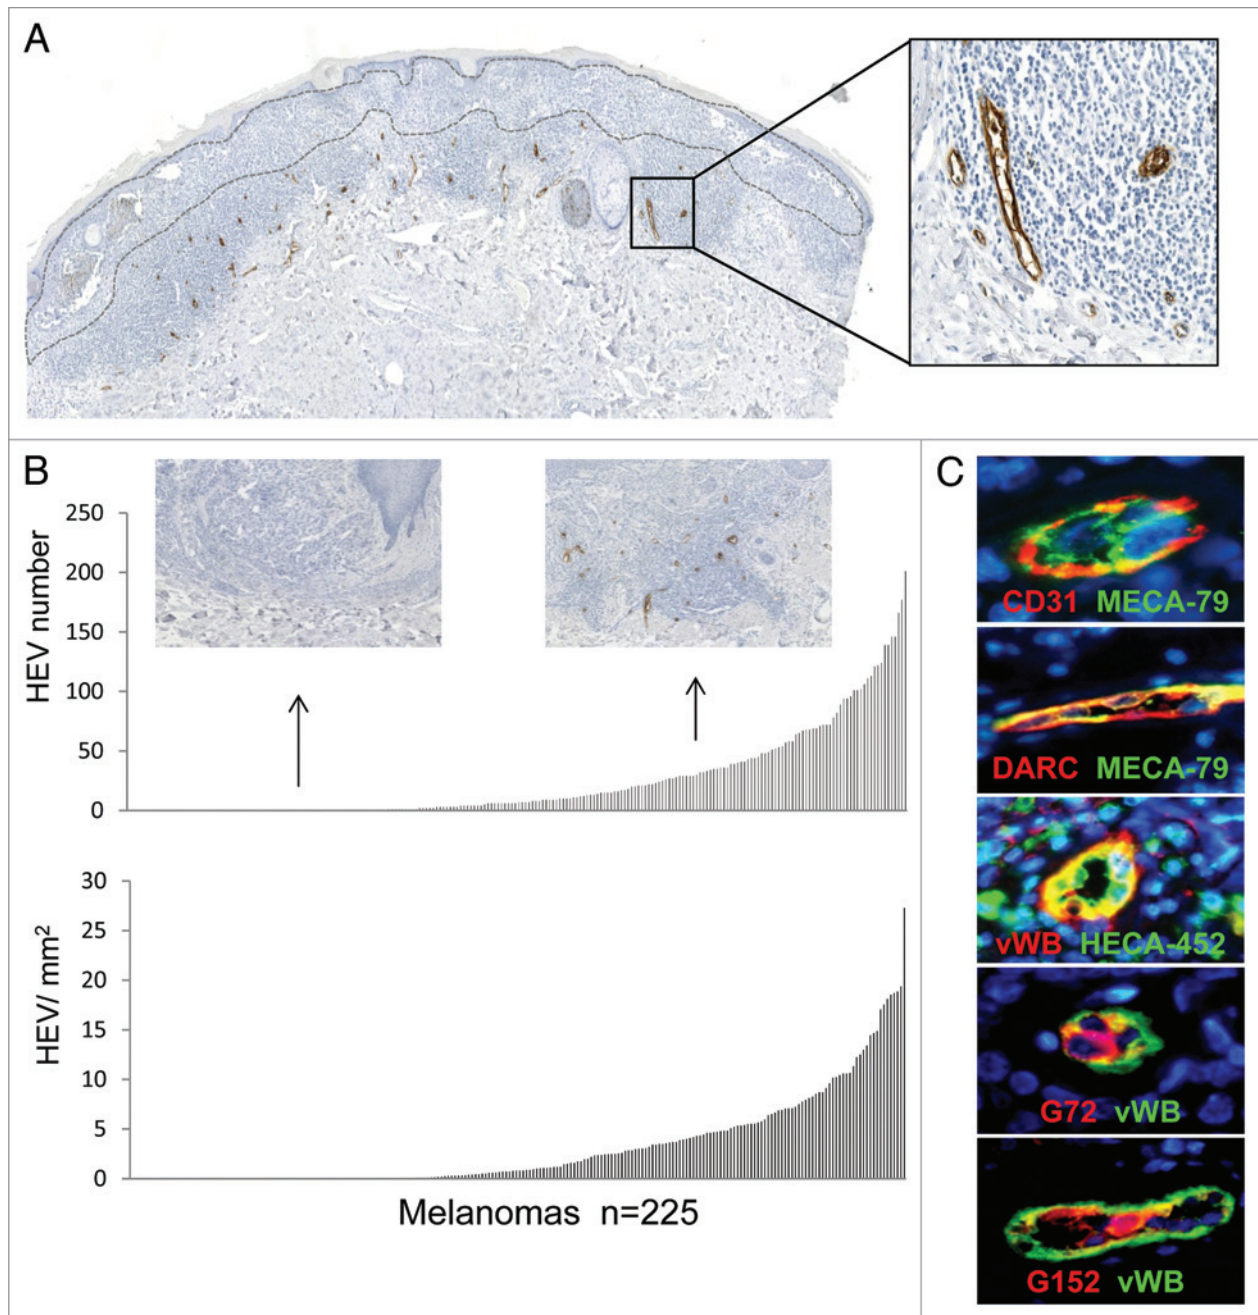 A
B
250
200
150
100
50
0
HEV number
30
25
20
15
10
5
0
HEV/ mm²
Melanomas n=225
C
CD31 MECA-79
DARC MECA-79
vWB HECA-452
G72 vWB
G152 vWB